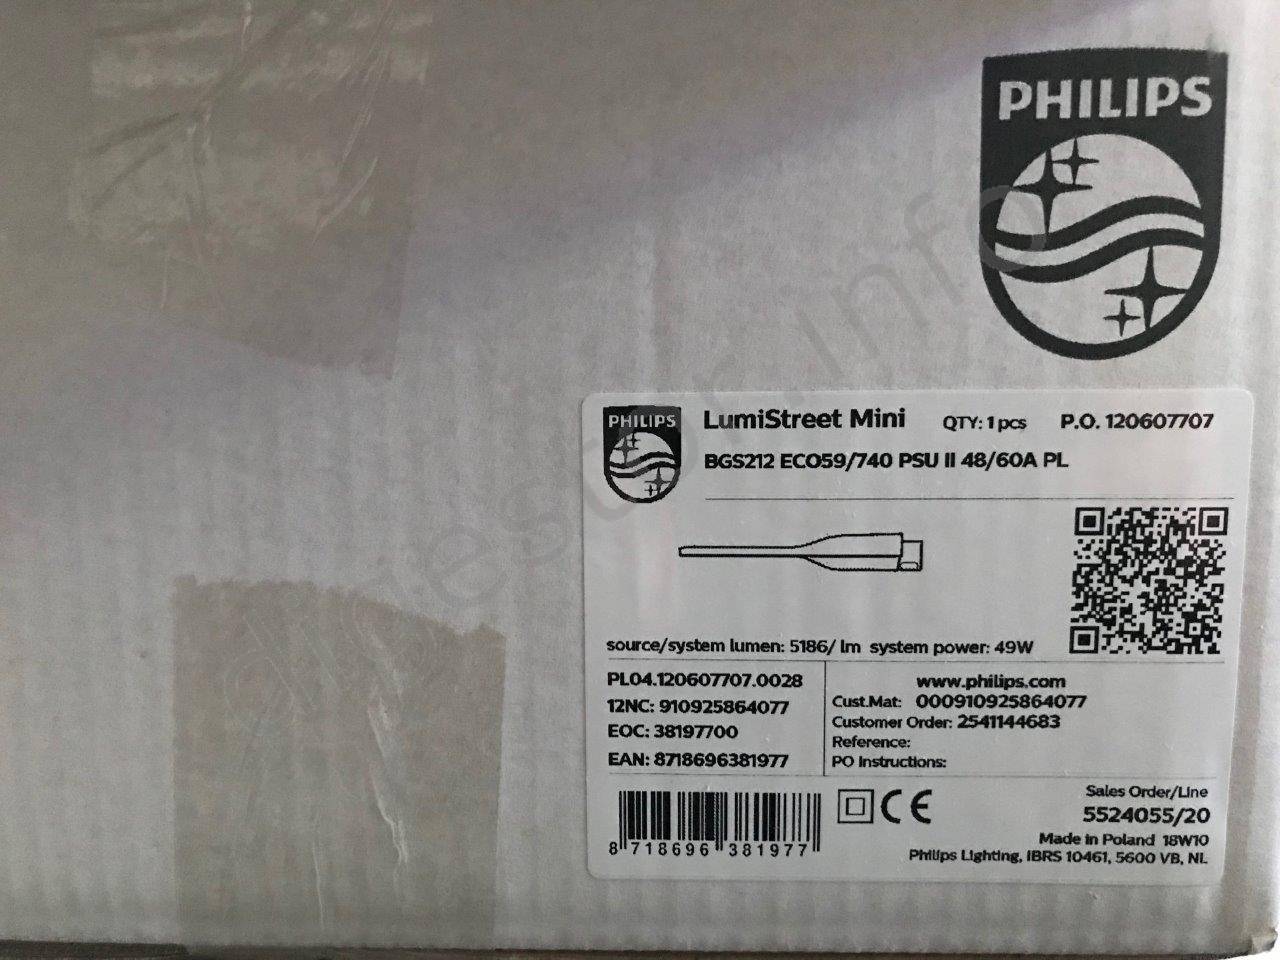 PHILIPS
PHILIPS
LumiStreet Mini QTY: 1 pcs P.O. 120607707
BGS212 ECO59/740 PSU II 48/60A PL
source/system lumen: 5186/ lm system power: 49W
PL04.120607707.0028
12NC: 910925864077
EOC: 38197700
EAN: 8718696381977
www.philips.com
Cust.Mat: 000910925864077
Customer Order: 2541144683
Reference:
PO Instructions:
8 718696 381977
CE
Sales Order/Line
5524055/20
Made in Poland 18W10
Philips Lighting, IBRS 10461, 5600 VB, NL